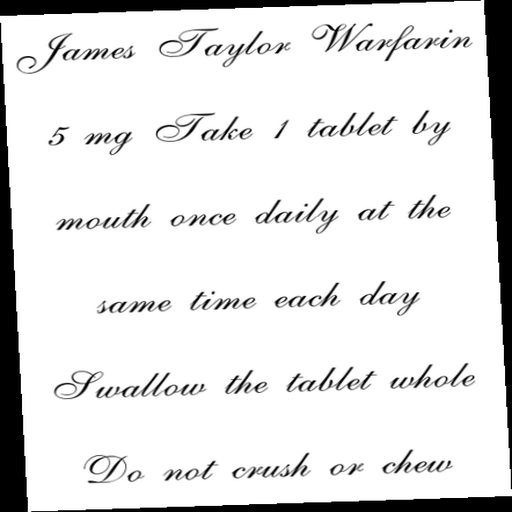 James Taylor Warfarin
5 mg Take 1 tablet by
mouth once daily at the
same time each day
Swallow the tablet whole
Do not crush or chew